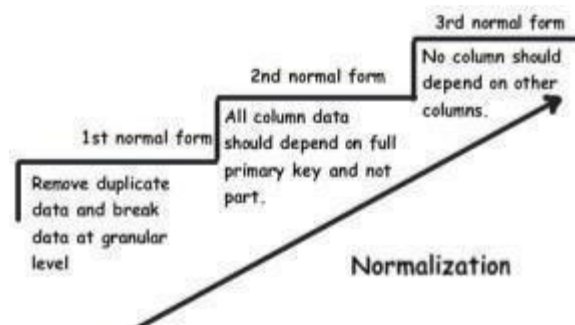 3rd normal form
No column should
depend on other
columns.
2nd normal form
All column data
should depend on full
primary key and not
part.
1st normal form
Remove duplicate
data and break
data at granular
level
Normalization